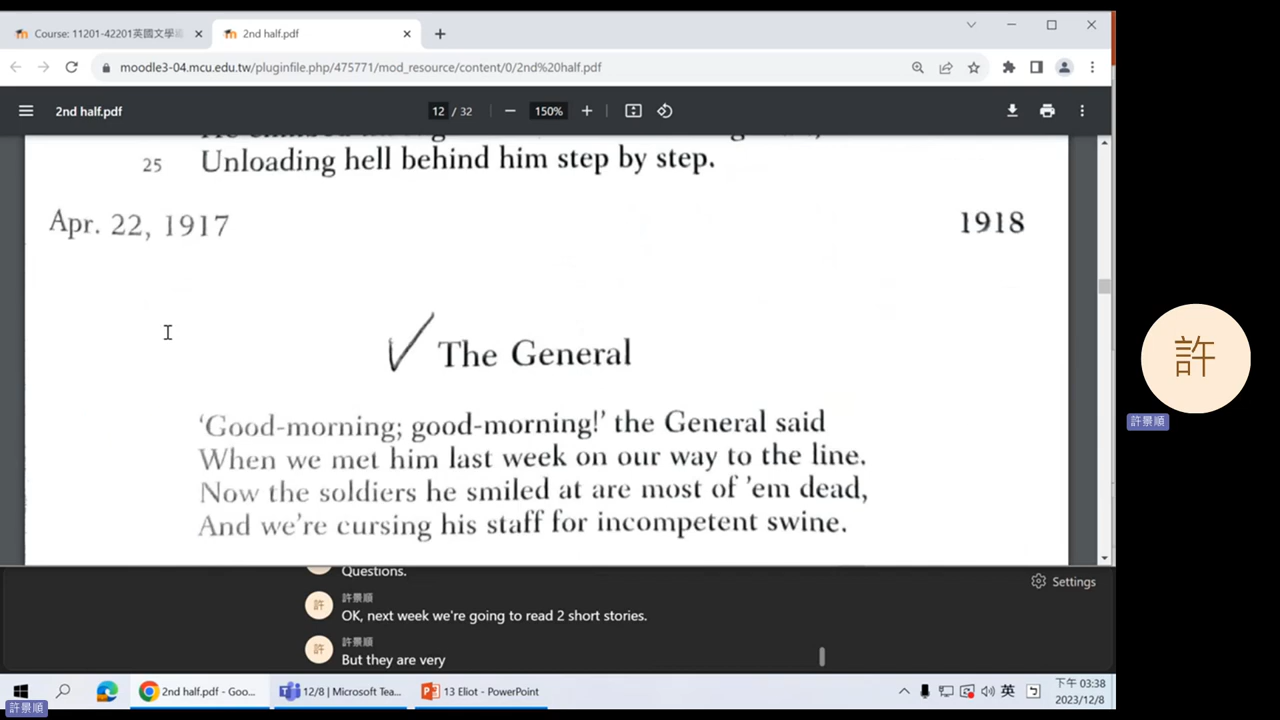 Course: 11201-42201英國文學
2nd half.pdf
moodle3-04.mcu.edu.tw/pluginfile.php/475771/mod_resource/content/0/2nd%20half.pdf
2nd half.pdf
12 / 32
150%
25 Unloading hell behind him step by step.
Apr. 22, 1917
1918
The General
‘Good-morning; good-morning!’ the General said
When we met him last week on our way to the line.
Now the soldiers he smiled at are most of ’em dead,
And we’re cursing his staff for incompetent swine.
許
許景順
Questions.
Settings
許
許景順
OK, next week we're going to read 2 short stories.
許
許景順
But they are very
2nd half.pdf - Goo...
12/8 | Microsoft Tea...
13 Eliot - PowerPoint
英
下午 03:38
2023/12/8
許景順